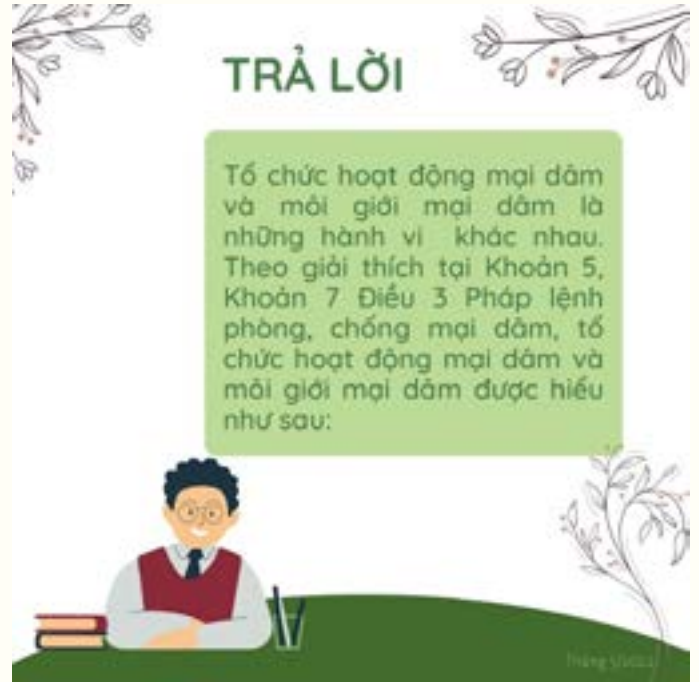 TRẢ LỜI
Tổ chức hoạt động mại dâm
và môi giới mại dâm là
những hành vi khác nhau.
Theo giải thích tại Khoản 5,
Khoản 7 Điều 3 Pháp lệnh
phòng, chống mại dâm, tổ
chức hoạt động mại dâm và
môi giới mại dâm được hiểu
như sau:
Tháng